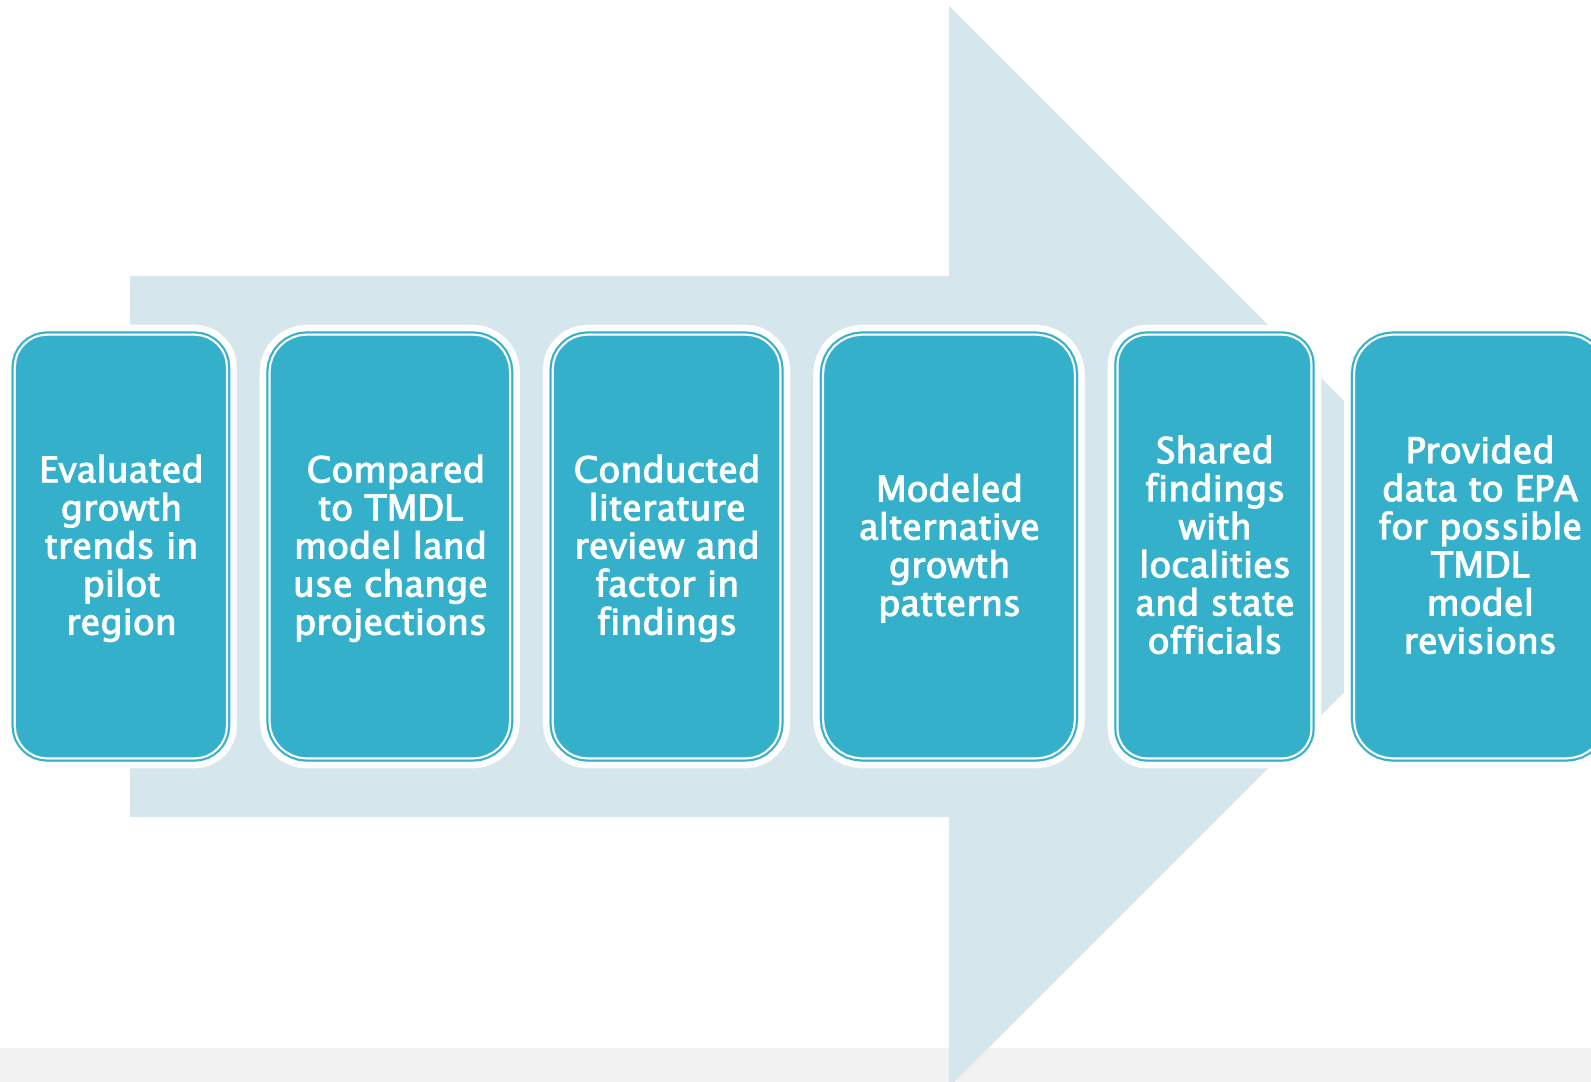 Evaluated
growth
trends in
pilot
region
Compared
to TMDL
model land
use change
projections
Conducted
literature
review and
factor in
findings
Modeled
alternative
growth
patterns
Shared
findings
with
localities
and state
officials
Provided
data to EPA
for possible
TMDL
model
revisions